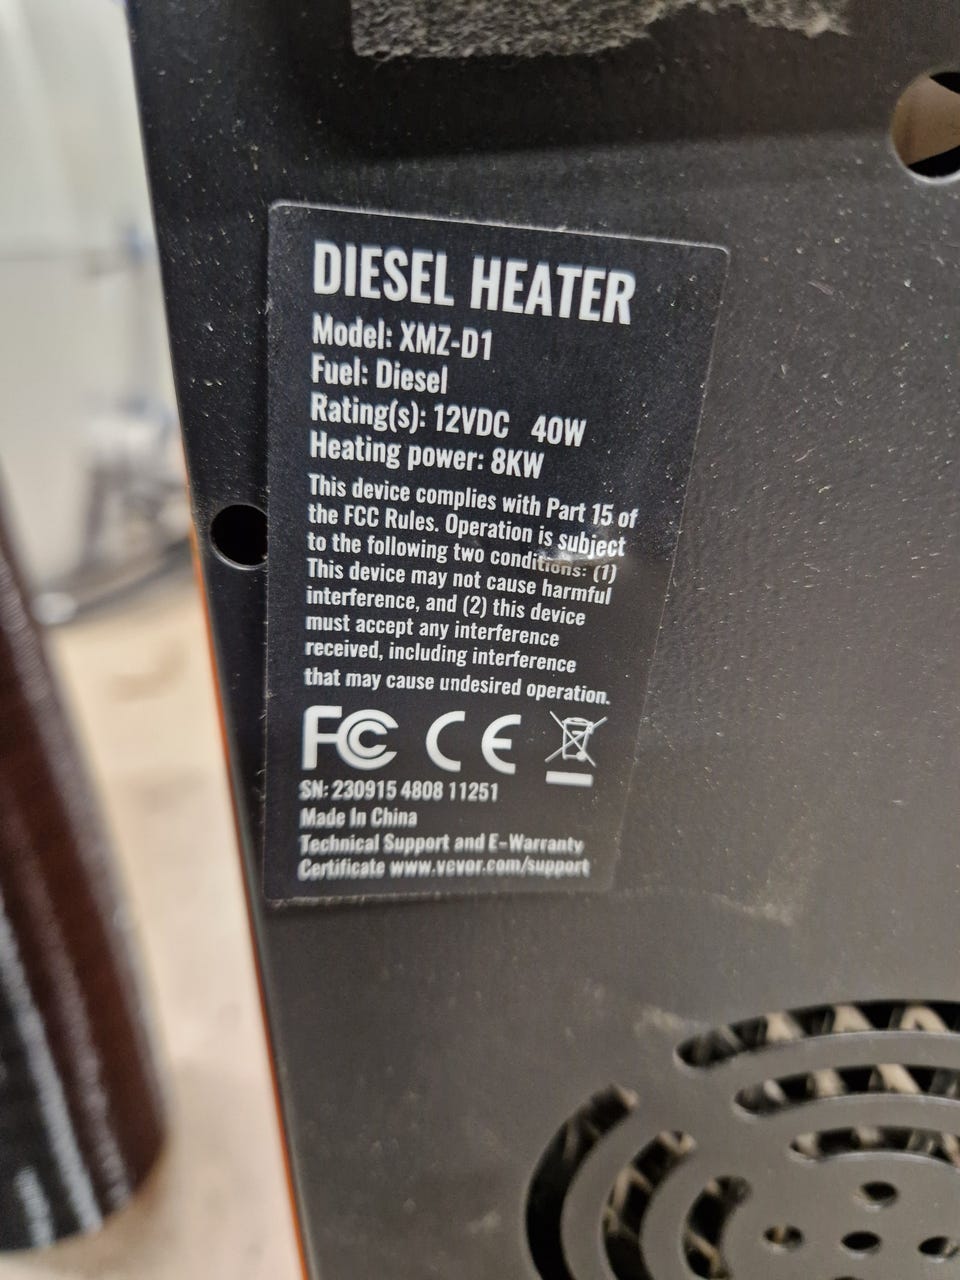 DIESEL HEATER
Model: XMZ-D1
Fuel: Diesel
Rating(s): 12VDC 40W
Heating power: 8KW
This device complies with Part 15 of
the FCC Rules. Operation is subject
to the following two conditions: (1)
This device may not cause harmful
interference, and (2) this device
must accept any interference
received, including interference
that may cause undesired operation.
FC CE
SN: 230915 4808 11251
Made In China
Technical Support and E-Warranty
Certificate www.vevor.com/support